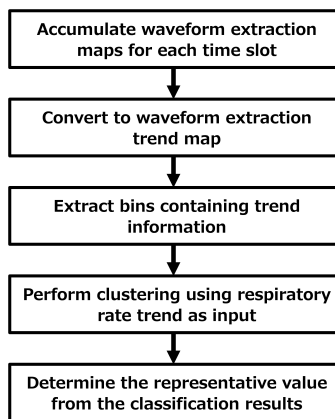 Accumulate waveform extraction
maps for each time slot
Convert to waveform extraction
trend map
Extract bins containing trend
information
Perform clustering using respiratory
rate trend as input
Determine the representative value
from the classification results